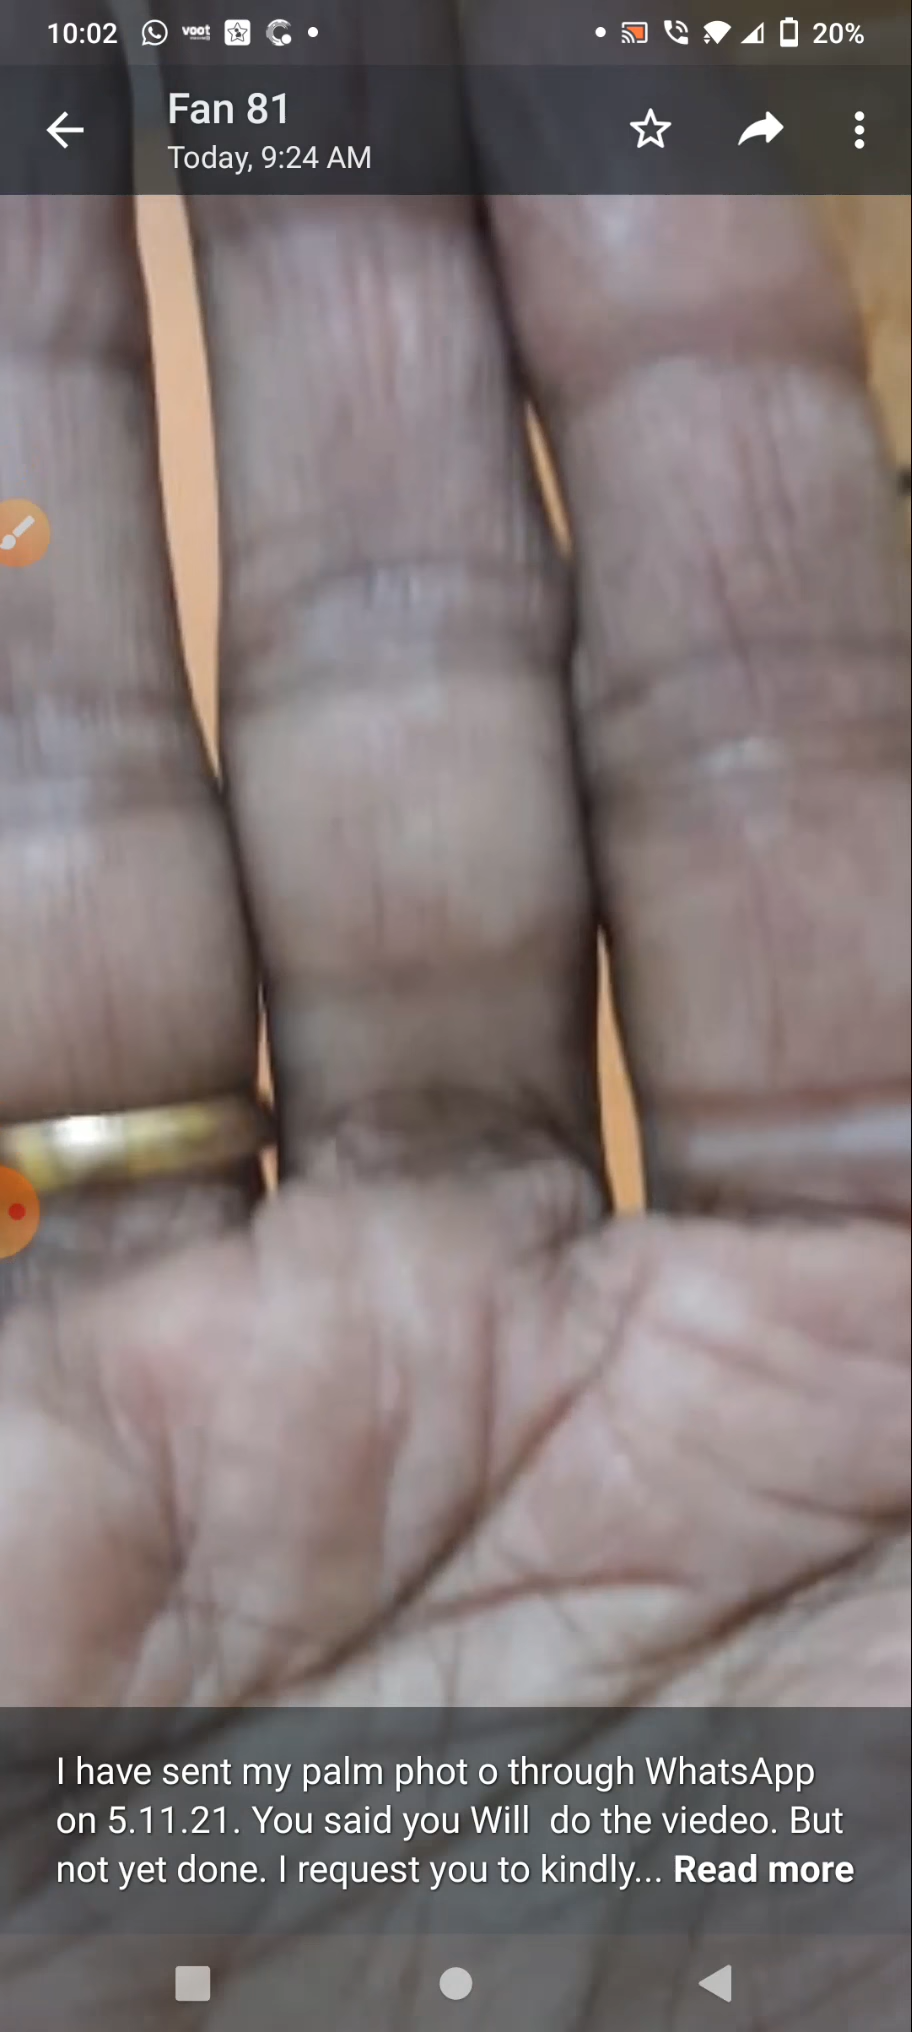 10:02 voot 20%
Fan 81
Today, 9:24 AM
I have sent my palm phot o through WhatsApp
on 5.11.21. You said you Will  do the viedeo. But
not yet done. I request you to kindly... Read more